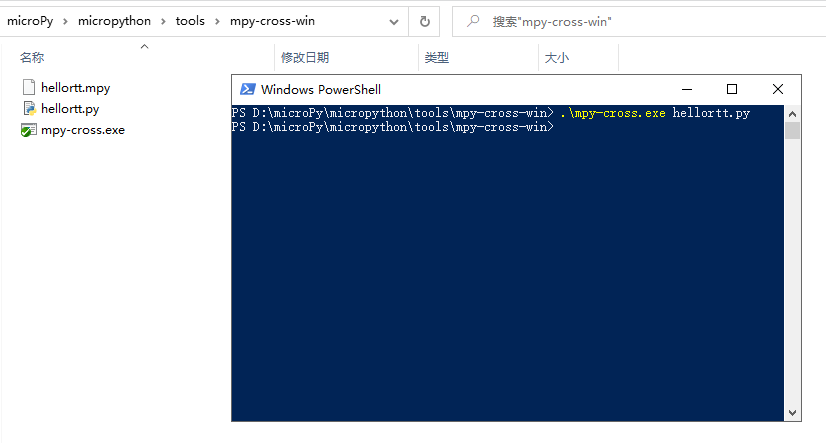 microPy > micropython > tools > mpy-cross-win
搜索"mpy-cross-win"
名称 修改日期 类型 大小
hellortt.mpy
hellortt.py
mpy-cross.exe
Windows PowerShell
PS D:\microPy\micropython\tools\mpy-cross-win> .\mpy-cross.exe hellortt.py
PS D:\microPy\micropython\tools\mpy-cross-win>